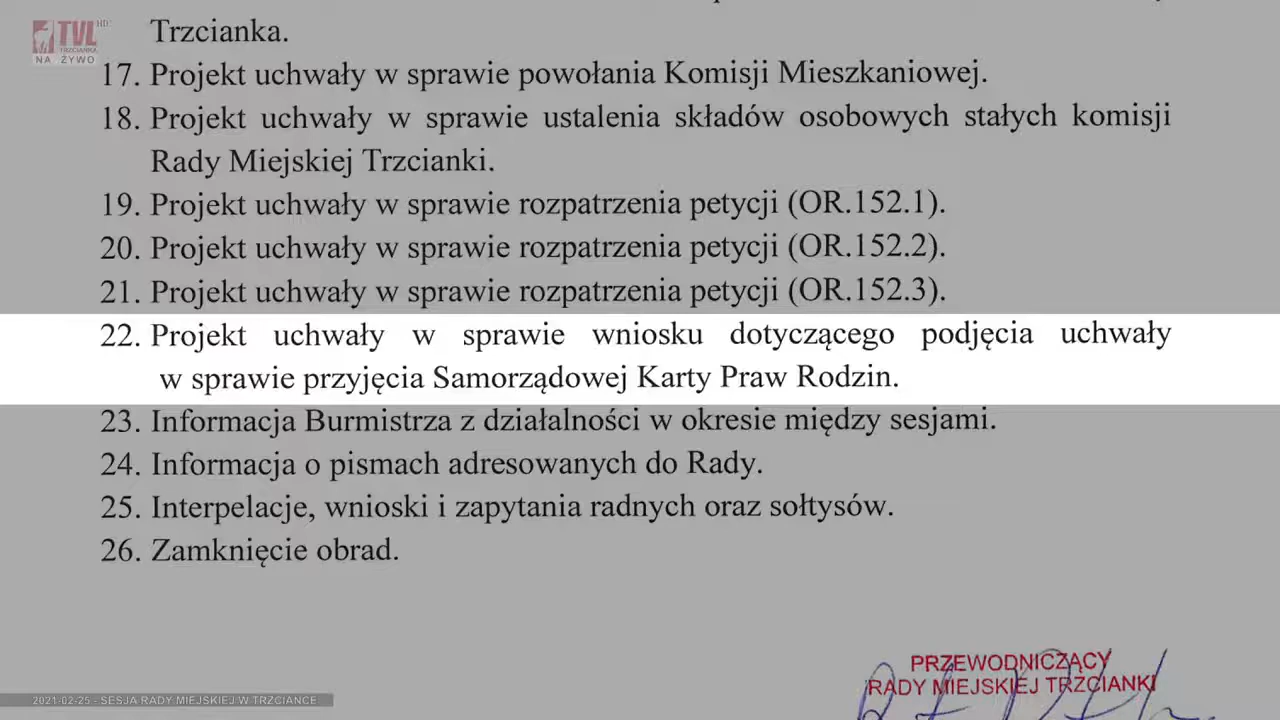 TVL HD
TRZCIANKA
NA ŻYWO
Trzcianka.
17. Projekt uchwały w sprawie powołania Komisji Mieszkaniowej.
18. Projekt uchwały w sprawie ustalenia składów osobowych stałych komisji
Rady Miejskiej Trzcianki.
19. Projekt uchwały w sprawie rozpatrzenia petycji (OR.152.1).
20. Projekt uchwały w sprawie rozpatrzenia petycji (OR.152.2).
21. Projekt uchwały w sprawie rozpatrzenia petycji (OR.152.3).
22. Projekt uchwały w sprawie wniosku dotyczącego podjęcia uchwały
w sprawie przyjęcia Samorządowej Karty Praw Rodzin.
23. Informacja Burmistrza z działalności w okresie między sesjami.
24. Informacja o pismach adresowanych do Rady.
25. Interpelacje, wnioski i zapytania radnych oraz sołtysów.
26. Zamknięcie obrad.
PRZEWODNICZĄCY
RADY MIEJSKIEJ TRZCIANKI
2021-02-25 - SESJA RADY MIEJSKIEJ W TRZCIANCE